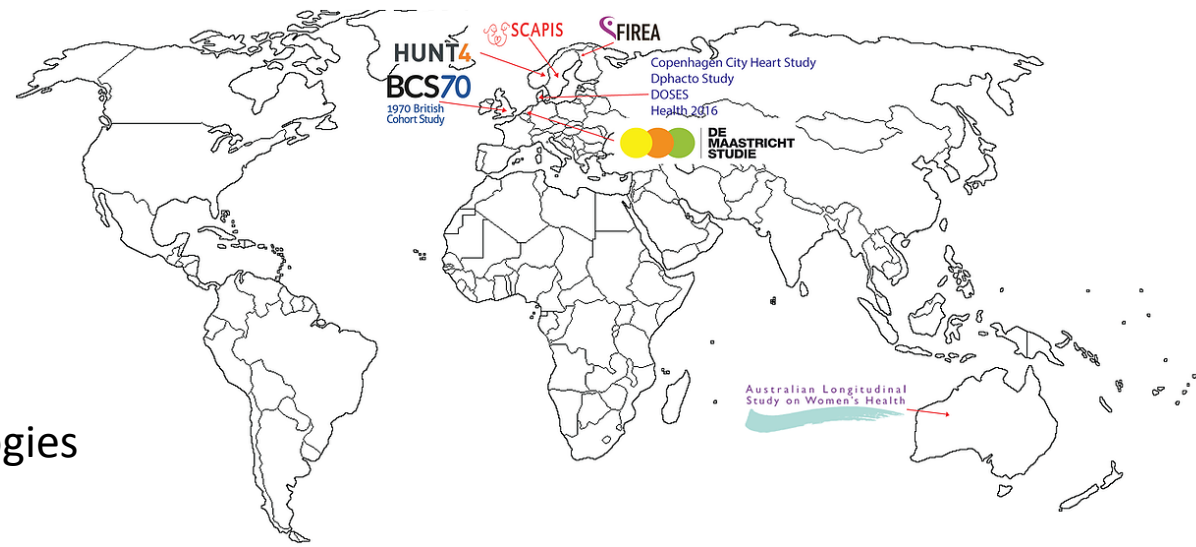 SCAPIS
FIREA
HUNT4
BCS70
1970 British
Cohort Study
Copenhagen City Heart Study
Dphacto Study
DOSES
Health 2016
DE
MAASTRICHT
STUDIE
Australian Longitudinal
Study on Women's Health
gies